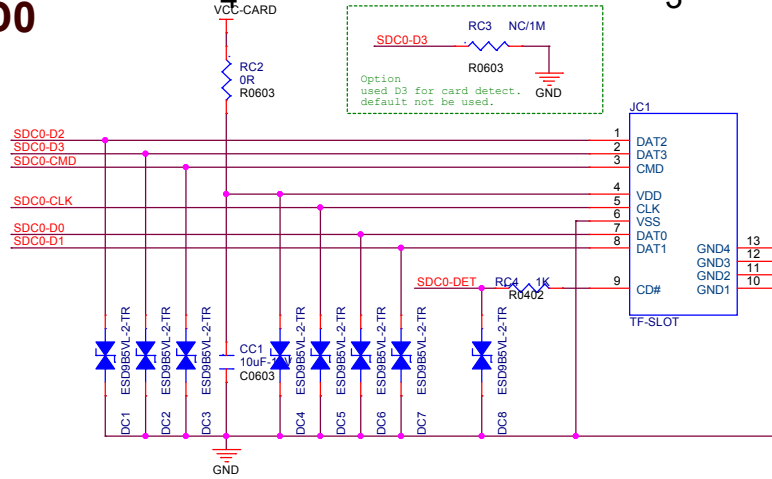 VCC-CARD
RC2
0R
R0603
SDC0-D3
RC3 NC/1M
R0603
GND
Option
used D3 for card detect.
default not be used.
JC1
SDC0-D2
SDC0-D3
SDC0-CMD
SDC0-CLK
SDC0-D0
SDC0-D1
1 DAT2
2 DAT3
3 CMD
4 VDD
5 CLK
6 VSS
7 DAT0
8 DAT1
9 CD#
GND4 13
GND3 12
GND2 11
GND1 10
TF-SLOT
SDC0-DET
RC4 1K
R0402
ESD9B5VL-2-TR
ESD9B5VL-2-TR
ESD9B5VL-2-TR
CC1
C0603
ESD9B5VL-2-TR
ESD9B5VL-2-TR
ESD9B5VL-2-TR
ESD9B5VL-2-TR
ESD9B5VL-2-TR
DC1
DC2
DC3
DC4
DC5
DC6
DC7
DC8
GND